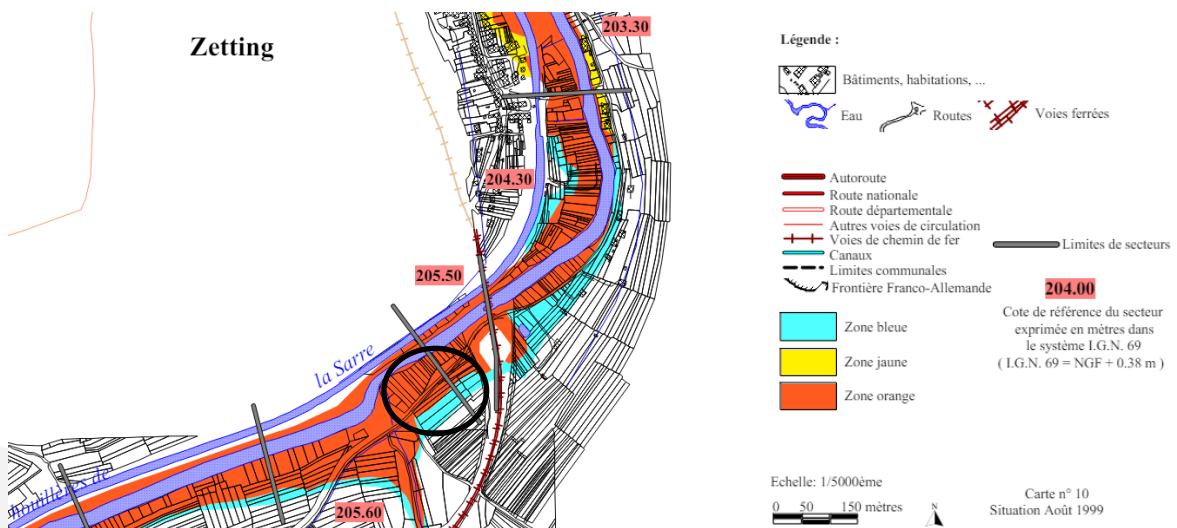 Zetting
203.30
204.30
205.50
la Sarre
houillères de
205.60
Légende :
Bâtiments, habitations, ...
Eau
Routes
Voies ferrées
Autoroute
Route nationale
Route départementale
Autres voies de circulation
Voies de chemin de fer
Canaux
Limites communales
Frontière Franco-Allemande
Limites de secteurs
204.00
Cote de référence du secteur
exprimée en mètres dans
le système I.G.N. 69
( I.G.N. 69 = NGF + 0.38 m )
Zone bleue
Zone jaune
Zone orange
Echelle: 1/5000ème
0 50 150 mètres
N
Carte n° 10
Situation Août 1999